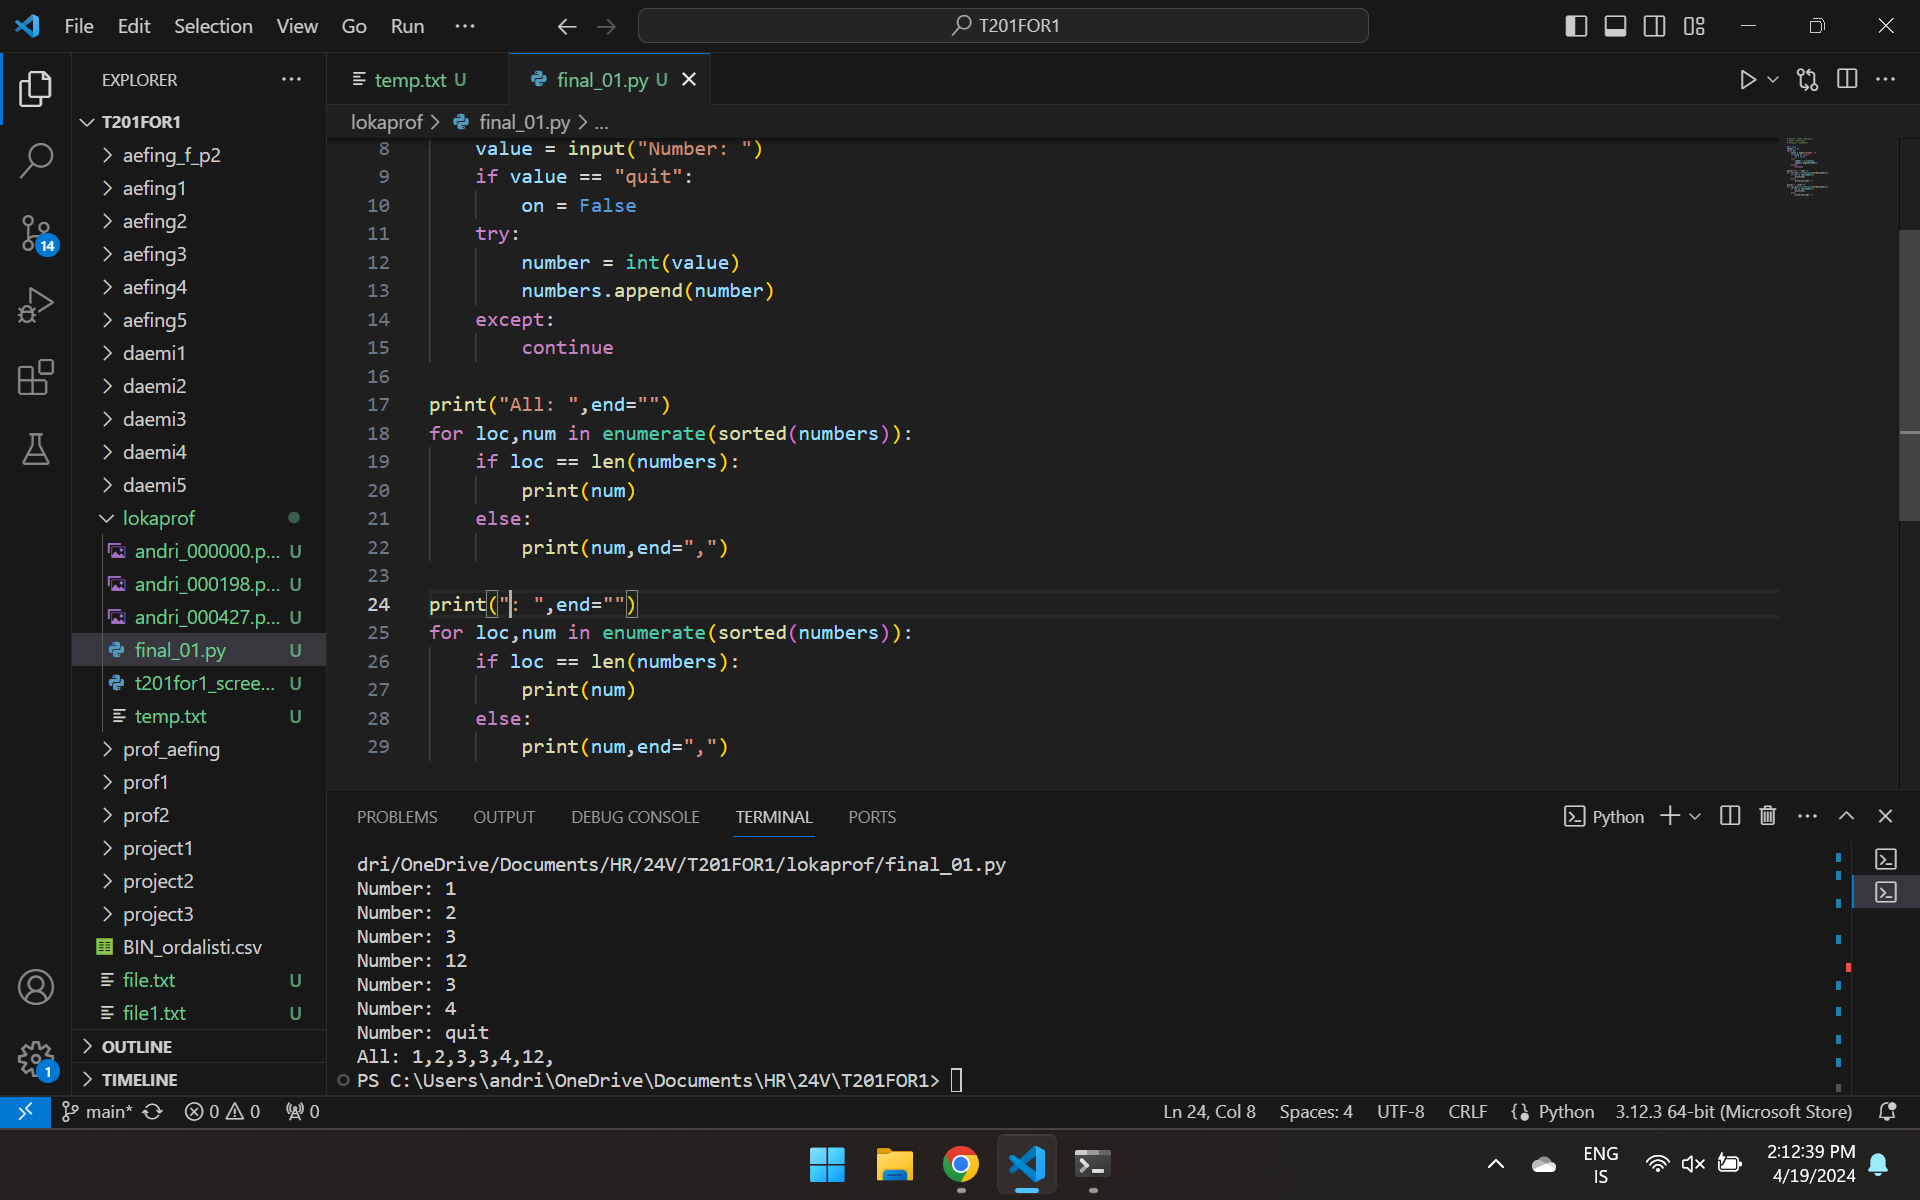 File Edit Selection View Go Run ··· T201FOR1
EXPLORER
T201FOR1
aefing_f_p2
aefing1
aefing2
aefing3
aefing4
aefing5
daemi1
daemi2
daemi3
daemi4
daemi5
lokaprof
andri_000000.p... U
andri_000198.p... U
andri_000427.p... U
final_01.py U
t201for1_scree... U
temp.txt U
prof_aefing
prof1
prof2
project1
project2
project3
BIN_ordalisti.csv
file.txt U
file1.txt U
OUTLINE
TIMELINE
14
1
temp.txt U final_01.py U
lokaprof > final_01.py > ...
8 value = input("Number: ")
9 if value == "quit":
10 on = False
11 try:
12 number = int(value)
13 numbers.append(number)
14 except:
15 continue
16
17 print("All: ",end="")
18 for loc,num in enumerate(sorted(numbers)):
19 if loc == len(numbers):
20 print(num)
21 else:
22 print(num,end=",")
23
24 print(": ",end="")
25 for loc,num in enumerate(sorted(numbers)):
26 if loc == len(numbers):
27 print(num)
28 else:
29 print(num,end=",")
PROBLEMS OUTPUT DEBUG CONSOLE TERMINAL PORTS Python
dri/OneDrive/Documents/HR/24V/T201FOR1/lokaprof/final_01.py
Number: 1
Number: 2
Number: 3
Number: 12
Number: 3
Number: 4
Number: quit
All: 1,2,3,3,4,12,
PS C:\Users\andri\OneDrive\Documents\HR\24V\T201FOR1>
main* 0 0 0 Ln 24, Col 8 Spaces: 4 UTF-8 CRLF Python 3.12.3 64-bit (Microsoft Store)
ENG
IS
2:12:39 PM
4/19/2024